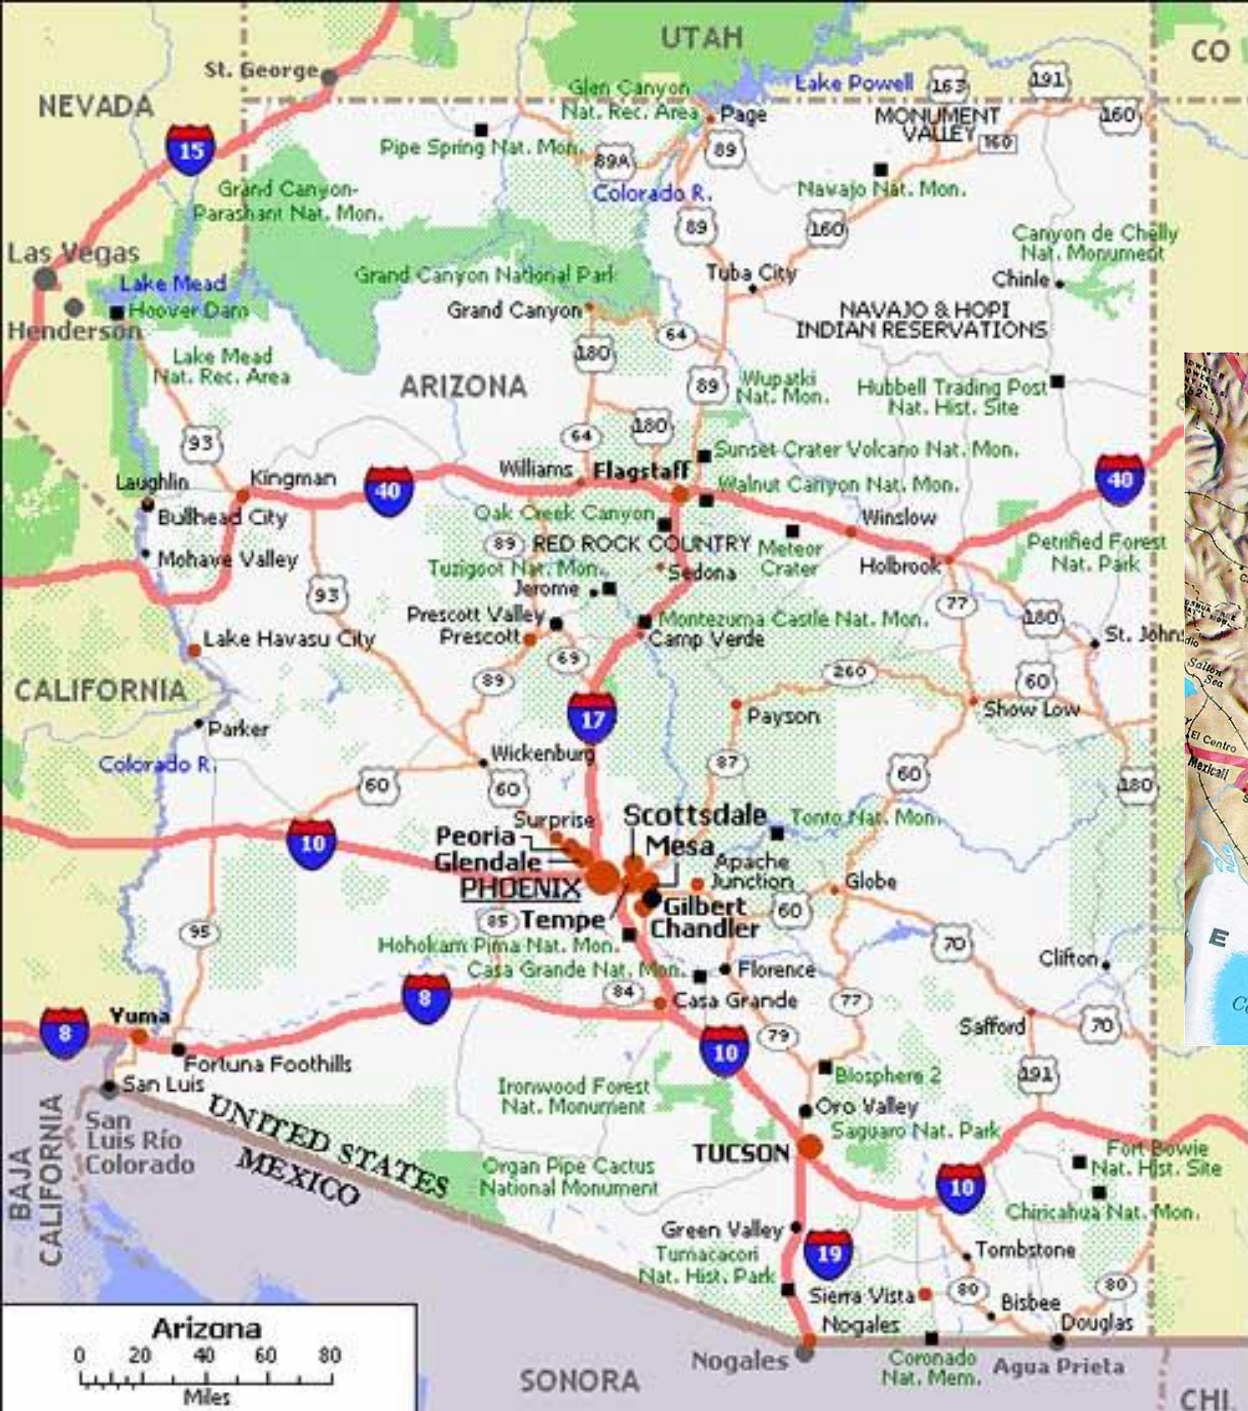 UTAH
CO
St. George
NEVADA
Glen Canyon
Nat. Rec. Area
Lake Powell
163
191
160
Page
MONUMENT
VALLEY
160
15
Pipe Spring Nat. Mon.
89A
89
Colorado R.
Navajo Nat. Mon.
Grand Canyon-
Parashant Nat. Mon.
89
160
Canyon de Chelly
Nat. Monument
Las Vegas
Lake Mead
Grand Canyon National Park
Tuba City
Chinle
Hoover Dam
Henderson
Grand Canyon
NAVAJO & HOPI
INDIAN RESERVATIONS
64
Lake Mead
Nat. Rec. Area
180
ARIZONA
89
Wupatki
Nat. Mon.
Hubbell Trading Post
Nat. Hist. Site
93
64
180
Sunset Crater Volcano Nat. Mon.
Laughlin
Kingman
40
Williams
Flagstaff
Walnut Canyon Nat. Mon.
40
Bullhead City
Oak Creek Canyon
Winslow
89
RED ROCK COUNTRY
Meteor
Crater
Petrified Forest
Nat. Park
Mohave Valley
Tuzigoot Nat. Mon.
Sedona
Holbrook
93
Jerome
77
180
Prescott Valley
Prescott
Montezuma Castle Nat. Mon.
Camp Verde
St. John
Lake Havasu City
69
89
260
60
CALIFORNIA
17
Payson
Show Low
Parker
Wickenburg
Colorado R.
60
60
87
60
180
Surprise
Scottsdale
Tonto Nat. Mon.
10
Peoria
Mesa
Glendale
Apache
Junction
PHOENIX
Globe
85
Tempe
Gilbert
Chandler
60
95
70
Hohokam Pima Nat. Mon.
Casa Grande Nat. Mon.
Florence
Clifton
8
84
Casa Grande
77
8
Yuma
79
Safford
70
10
Fortuna Foothills
San Luis
Biosphere 2
191
San
Luis Río
Colorado
Ironwood Forest
Nat. Monument
Oro Valley
UNITED STATES
MEXICO
Saguaro Nat. Park
TUCSON
Fort Bowie
Nat. Hist. Site
BAJA
CALIFORNIA
Organ Pipe Cactus
National Monument
10
Chiricahua Nat. Mon.
Green Valley
19
Tombstone
Tumacacori
Nat. Hist. Park
Sierra Vista
80
80
Bisbee
Nogales
Douglas
Nogales
Coronado
Nat. Mem.
Agua Prieta
SONORA
CHI.
Arizona
0 20 40 60 80
Miles
Salton
Sea
El Centro
Mexicali
E